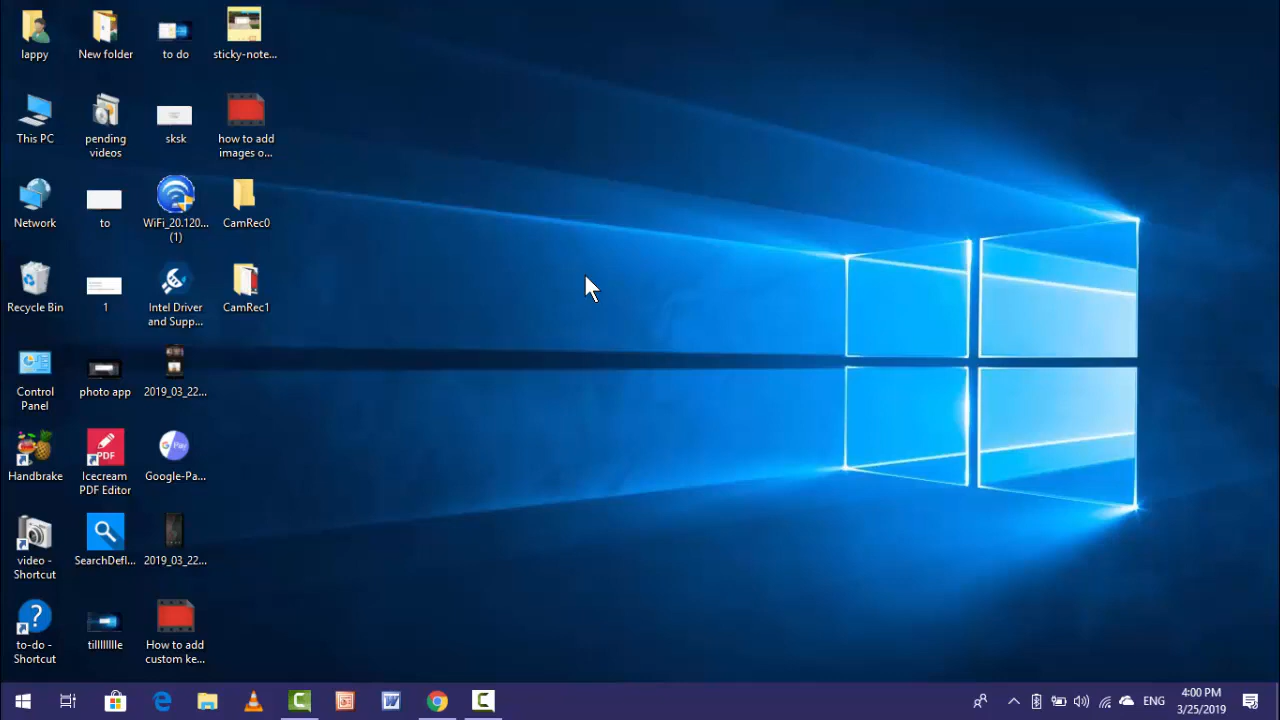 lappy
New folder
to do
sticky-note...
This PC
pending
videos
sksk
how to add
images o...
Network
to
WiFi_20.120...
(1)
CamRec0
Recycle Bin
1
Intel Driver
and Supp...
CamRec1
Control
Panel
photo app
2019_03_22...
Handbrake
PDF
Icecream
PDF Editor
G Pay
Google-Pa...
video -
Shortcut
SearchDefl...
2019_03_22...
to-do -
Shortcut
tillllllllle
How to add
custom ke...
ENG
4:00 PM
3/25/2019